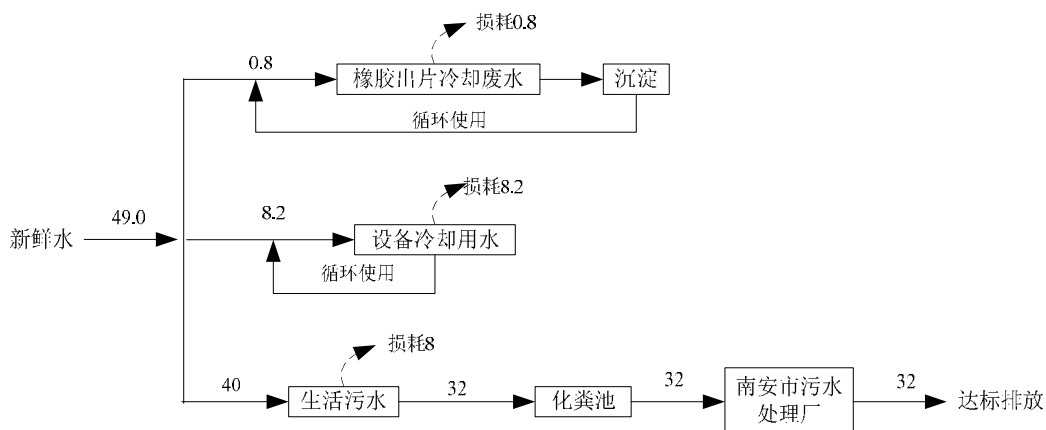 损耗0.8
0.8
橡胶出片冷却废水
沉淀
循环使用
损耗8.2
49.0
8.2
新鲜水
设备冷却用水
循环使用
损耗8
40
生活污水
32
化粪池
32
南安市污水
处理厂
32
达标排放